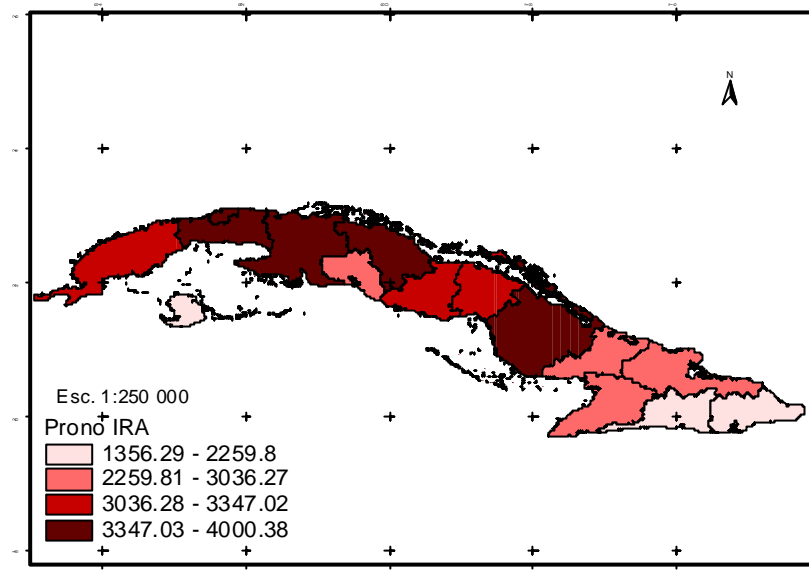 N
Esc. 1:250 000
Prono IRA
1356.29 - 2259.8
2259.81 - 3036.27
3036.28 - 3347.02
3347.03 - 4000.38